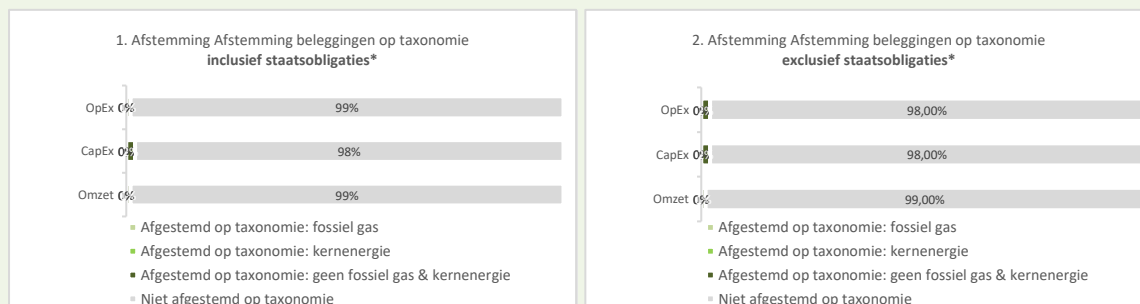 1. Afstemming Afstemming beleggingen op taxonomie
inclusief staatsobligaties*
OpEx 0% 99%
CapEx 0% 98%
Omzet 0% 99%
Afgestemd op taxonomie: fossiel gas
Afgestemd op taxonomie: kernenergie
Afgestemd op taxonomie: geen fossiel gas & kernenergie
Niet afgestemd op taxonomie
2. Afstemming Afstemming beleggingen op taxonomie
exclusief staatsobligaties*
OpEx 0% 98,00%
CapEx 0% 98,00%
Omzet 0% 99,00%
Afgestemd op taxonomie: fossiel gas
Afgestemd op taxonomie: kernenergie
Afgestemd op taxonomie: geen fossiel gas & kernenergie
Niet afgestemd op taxonomie